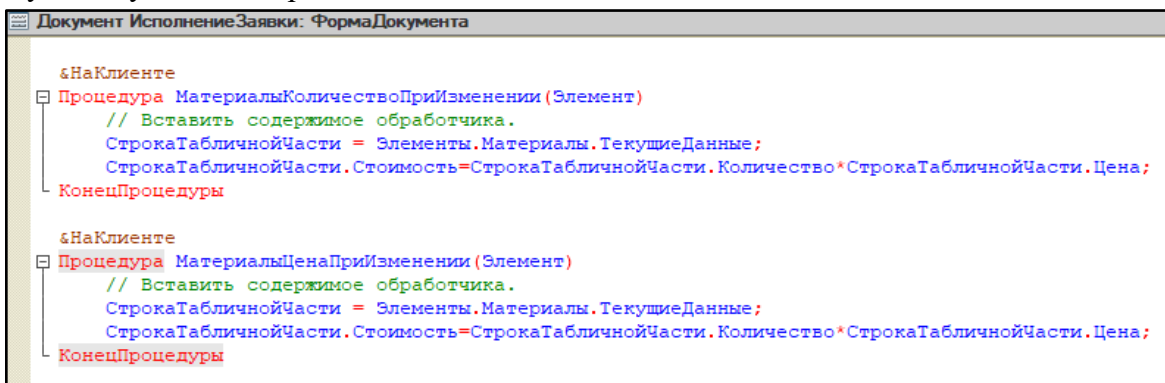 Документ ИсполнениеЗаявки: ФормаДокумента
&НаКлиенте
Процедура МатериалыКоличествоПриИзменении(Элемент)
// Вставить содержимое обработчика.
СтрокаТабличнойЧасти = Элементы.Материалы.ТекущиеДанные;
СтрокаТабличнойЧасти.Стоимость=СтрокаТабличнойЧасти.Количество*СтрокаТабличнойЧасти.Цена;
КонецПроцедуры
&НаКлиенте
Процедура МатериалыЦенаПриИзменении(Элемент)
// Вставить содержимое обработчика.
СтрокаТабличнойЧасти = Элементы.Материалы.ТекущиеДанные;
СтрокаТабличнойЧасти.Стоимость=СтрокаТабличнойЧасти.Количество*СтрокаТабличнойЧасти.Цена;
КонецПроцедуры